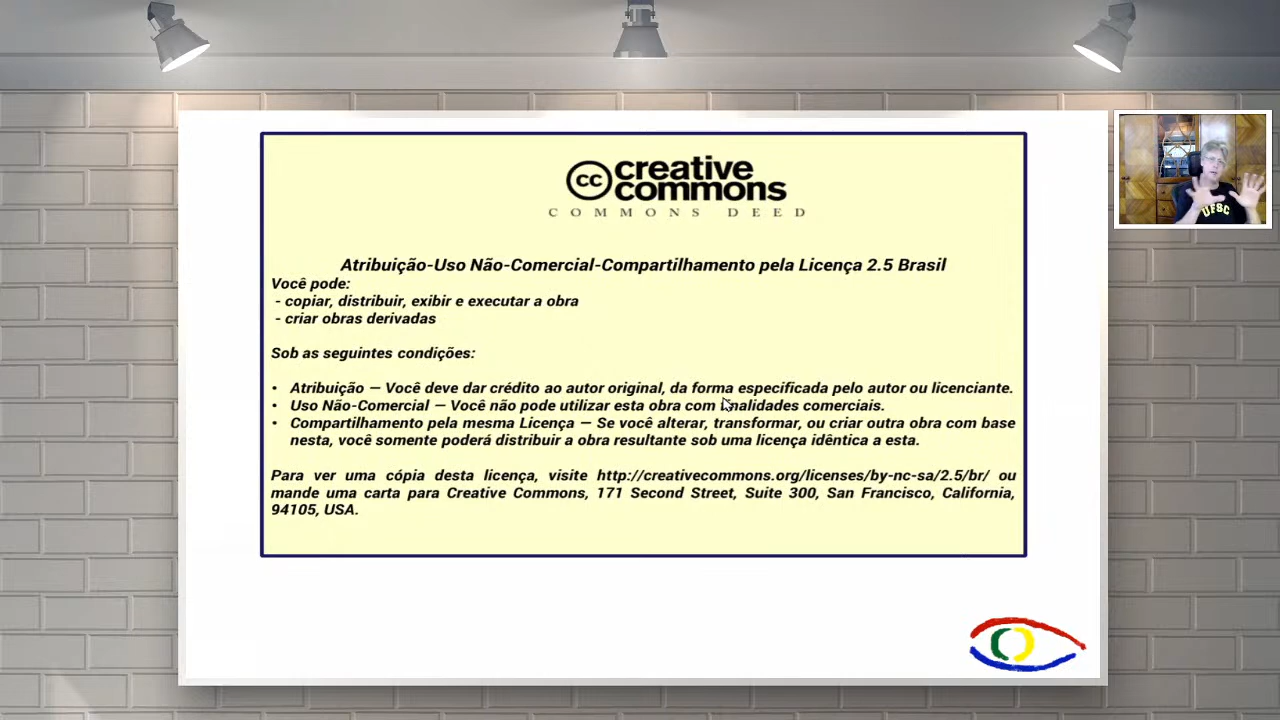 cc creative
commons
COMMONS DEED
Atribuição-Uso Não-Comercial-Compartilhamento pela Licença 2.5 Brasil
Você pode:
- copiar, distribuir, exibir e executar a obra
- criar obras derivadas
Sob as seguintes condições:
• Atribuição — Você deve dar crédito ao autor original, da forma especificada pelo autor ou licenciante.
• Uso Não-Comercial — Você não pode utilizar esta obra com finalidades comerciais.
• Compartilhamento pela mesma Licença — Se você alterar, transformar, ou criar outra obra com base
nesta, você somente poderá distribuir a obra resultante sob uma licença idêntica a esta.
Para ver uma cópia desta licença, visite http://creativecommons.org/licenses/by-nc-sa/2.5/br/ ou
mande uma carta para Creative Commons, 171 Second Street, Suite 300, San Francisco, California,
94105, USA.
UFSC